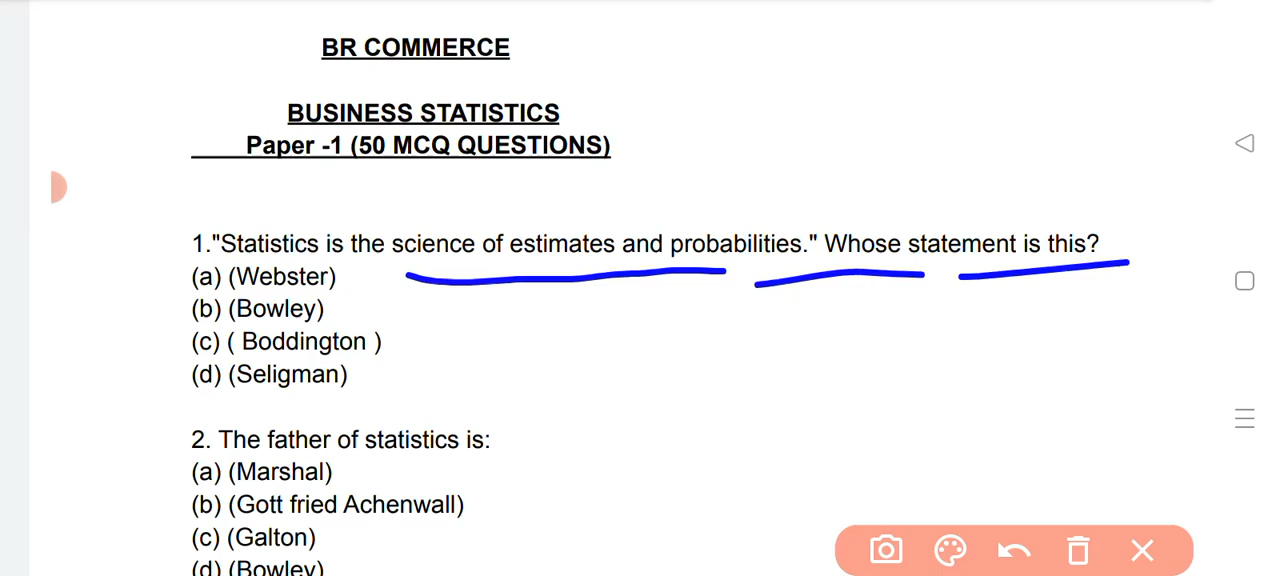 BR COMMERCE
BUSINESS STATISTICS
Paper -1 (50 MCQ QUESTIONS)
1."Statistics is the science of estimates and probabilities." Whose statement is this?
(a) (Webster)
(b) (Bowley)
(c) ( Boddington )
(d) (Seligman)
2. The father of statistics is:
(a) (Marshal)
(b) (Gott fried Achenwall)
(c) (Galton)
(d) (Bowley)